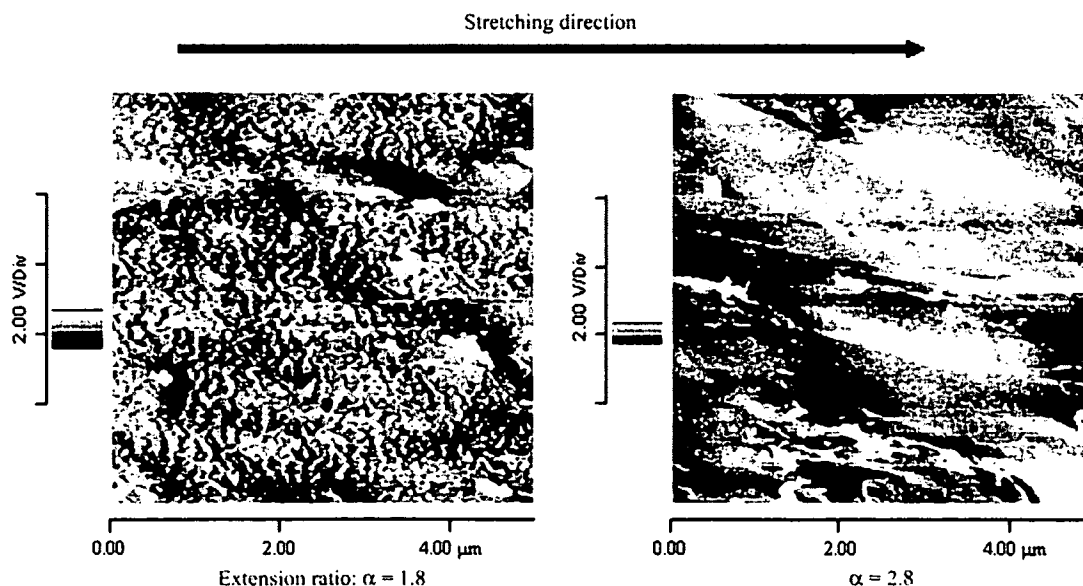 Stretching direction
2.00 V/Div
2.00 V/Div
0.00 2.00 4.00 μm
0.00 2.00 4.00 μm
Extension ratio: α = 1.8
α = 2.8